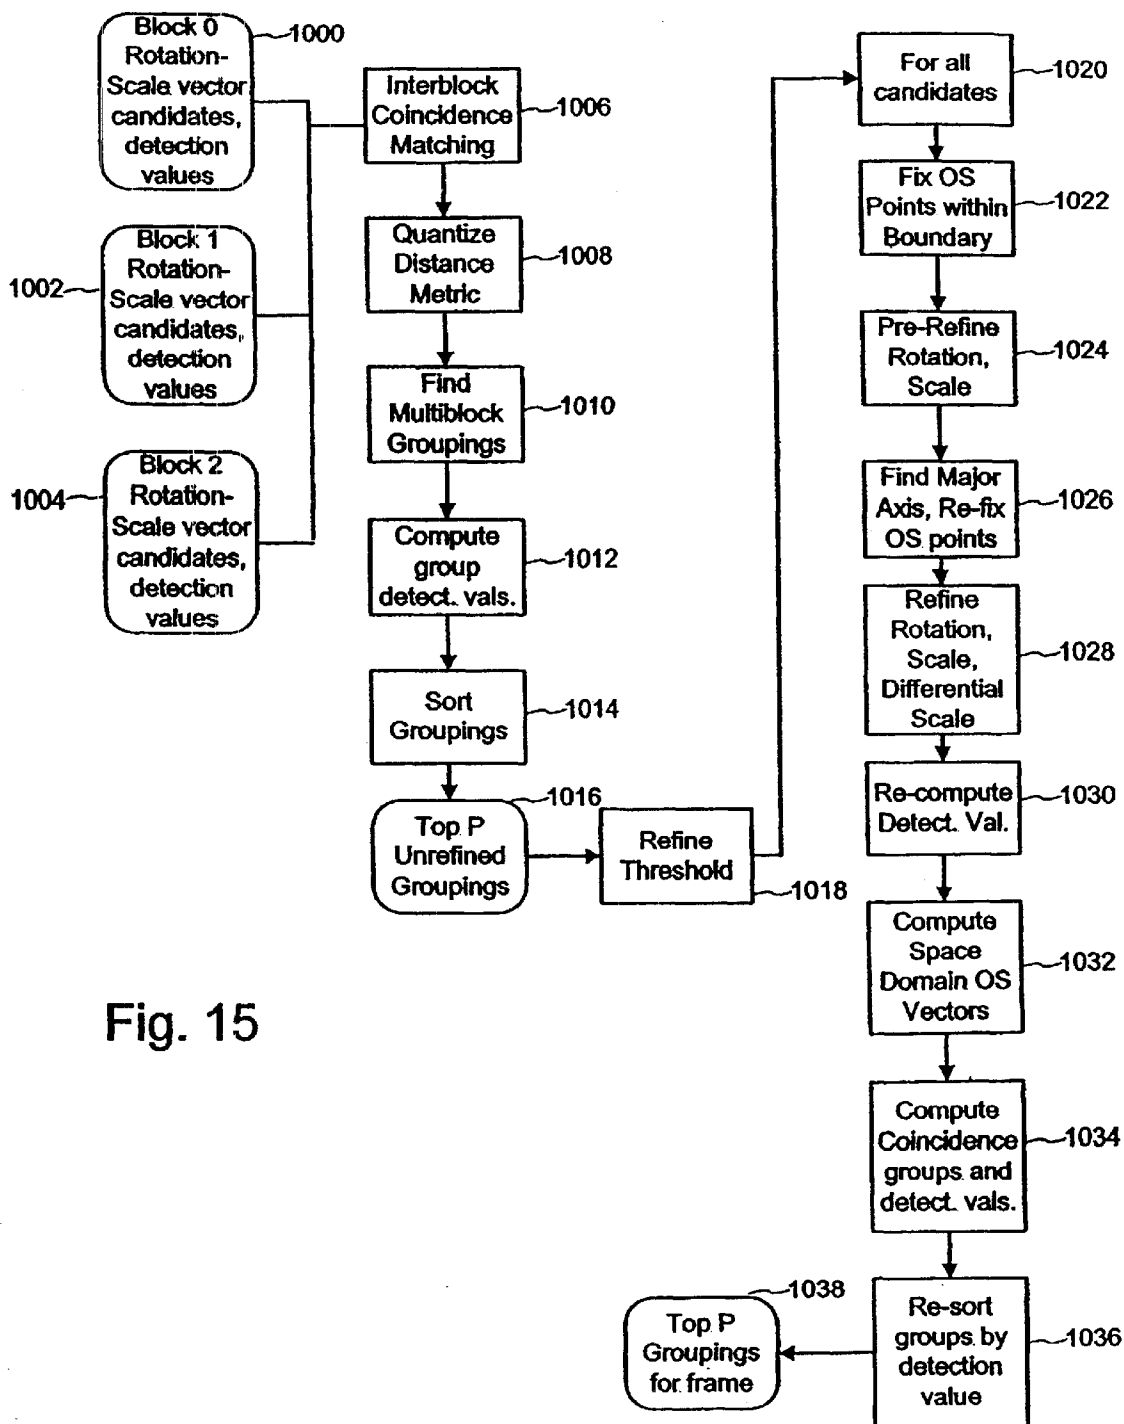 Block 0
Rotation-
Scale vector
candidates,
detection
values
1000
Block 1
Rotation-
Scale vector
candidates,
detection
values
1002
Block 2
Rotation-
Scale vector
candidates,
detection
values
1004
Interblock
Coincidence
Matching
1006
Quantize
Distance
Metric
1008
Find
Multiblock
Groupings
1010
Compute
group
detect. vals.
1012
Sort
Groupings
1014
Top P
Unrefined
Groupings
1016
Refine
Threshold
1018
For all
candidates
1020
Fix OS
Points within
Boundary
1022
Pre-Refine
Rotation,
Scale
1024
Find Major
Axis, Re-fix
OS points
1026
Refine
Rotation,
Scale,
Differential
Scale
1028
Re-compute
Detect. Val.
1030
Compute
Space
Domain OS
Vectors
1032
Compute
Coincidence
groups and
detect. vals.
1034
Re-sort
groups by
detection
value
1036
Top P
Groupings
for frame
1038
Fig. 15